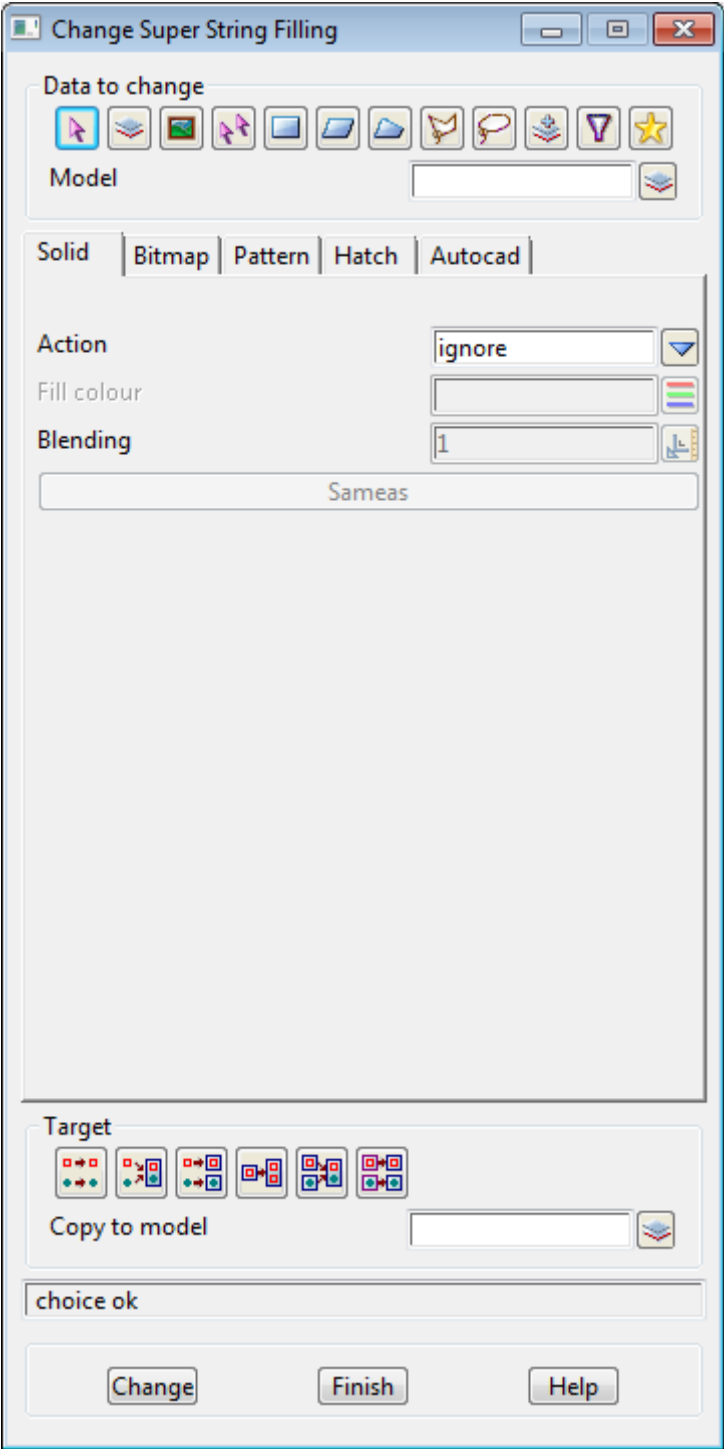 Change Super String Filling
Data to change
Model
Solid Bitmap Pattern Hatch Autocad
Action ignore
Fill colour
Blending 1
Sameas
Target
Copy to model
choice ok
Change Finish Help